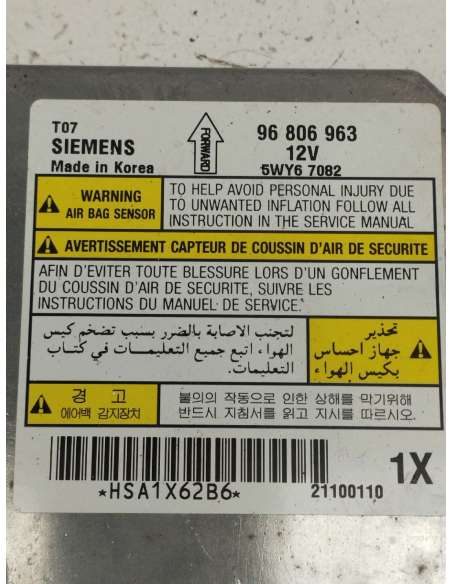 T07
SIEMENS
Made in Korea
FORWARD
96 806 963
12V
5WY6 7082
WARNING
AIR BAG SENSOR
TO HELP AVOID PERSONAL INJURY DUE
TO UNWANTED INFLATION FOLLOW ALL
INSTRUCTION IN THE SERVICE MANUAL
AVERTISSEMENT CAPTEUR DE COUSSIN D'AIR DE SECURITE
AFIN D'EVITER TOUTE BLESSURE LORS D'UN GONFLEMENT
DU COUSSIN D'AIR DE SECURITE, SUIVRE LES
INSTRUCTIONS DU MANUEL DE SERVICE.
لتجنب الاصابة بالضرر بسبب تضخم كيس
الهواء اتبع جميع التعليمات في كتاب
التعليمات.
تحذير
جهاز احساس
بكيس الهواء
경 고
에어백 감지장치
불의의 작동으로 인한 상해를 막기위해
반드시 지침서를 읽고 지시를 따르시오.
*HSA1X62B6*
21100110
1X